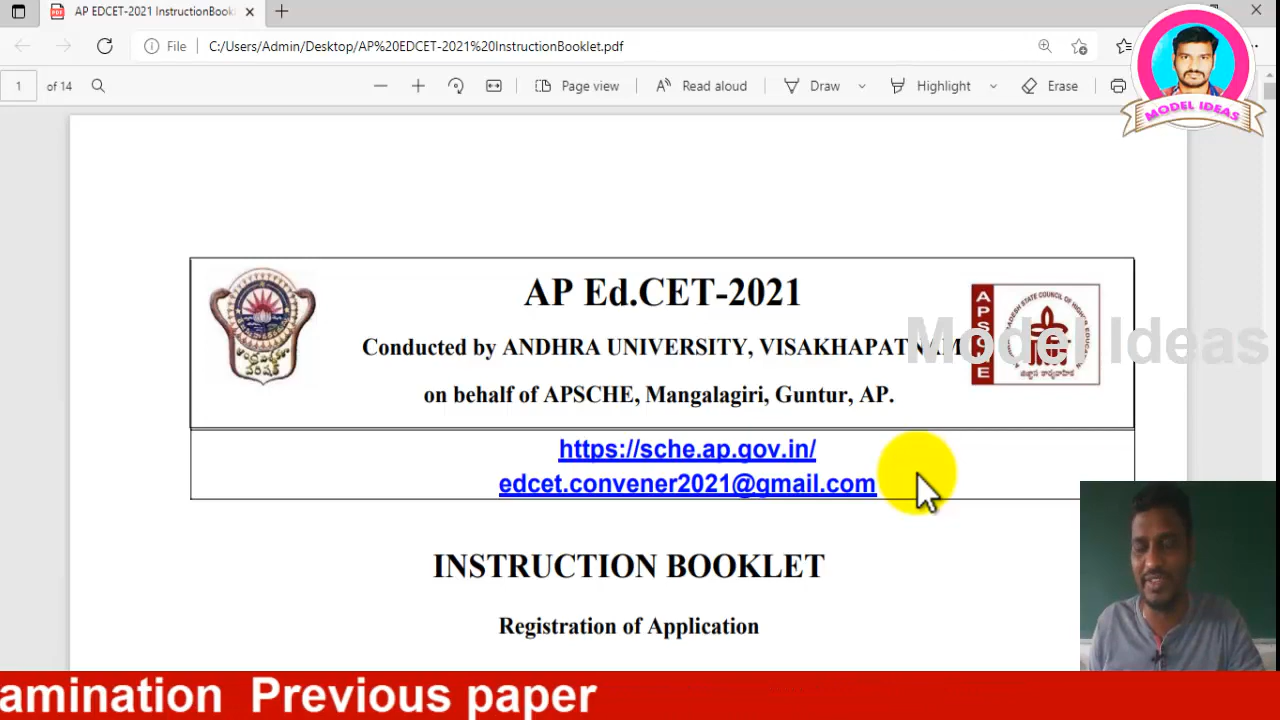 AP EDCET-2021 InstructionBook
File C:/Users/Admin/Desktop/AP%20EDCET-2021%20InstructionBooklet.pdf
1 of 14 Page view Read aloud Draw Highlight Erase
MODEL IDEAS
AP Ed.CET-2021
Conducted by ANDHRA UNIVERSITY, VISAKHAPATNAM
on behalf of APSCHE, Mangalagiri, Guntur, AP.
APSCHE
Model Ideas
https://sche.ap.gov.in/
edcet.convener2021@gmail.com
INSTRUCTION BOOKLET
Registration of Application
amination Previous paper